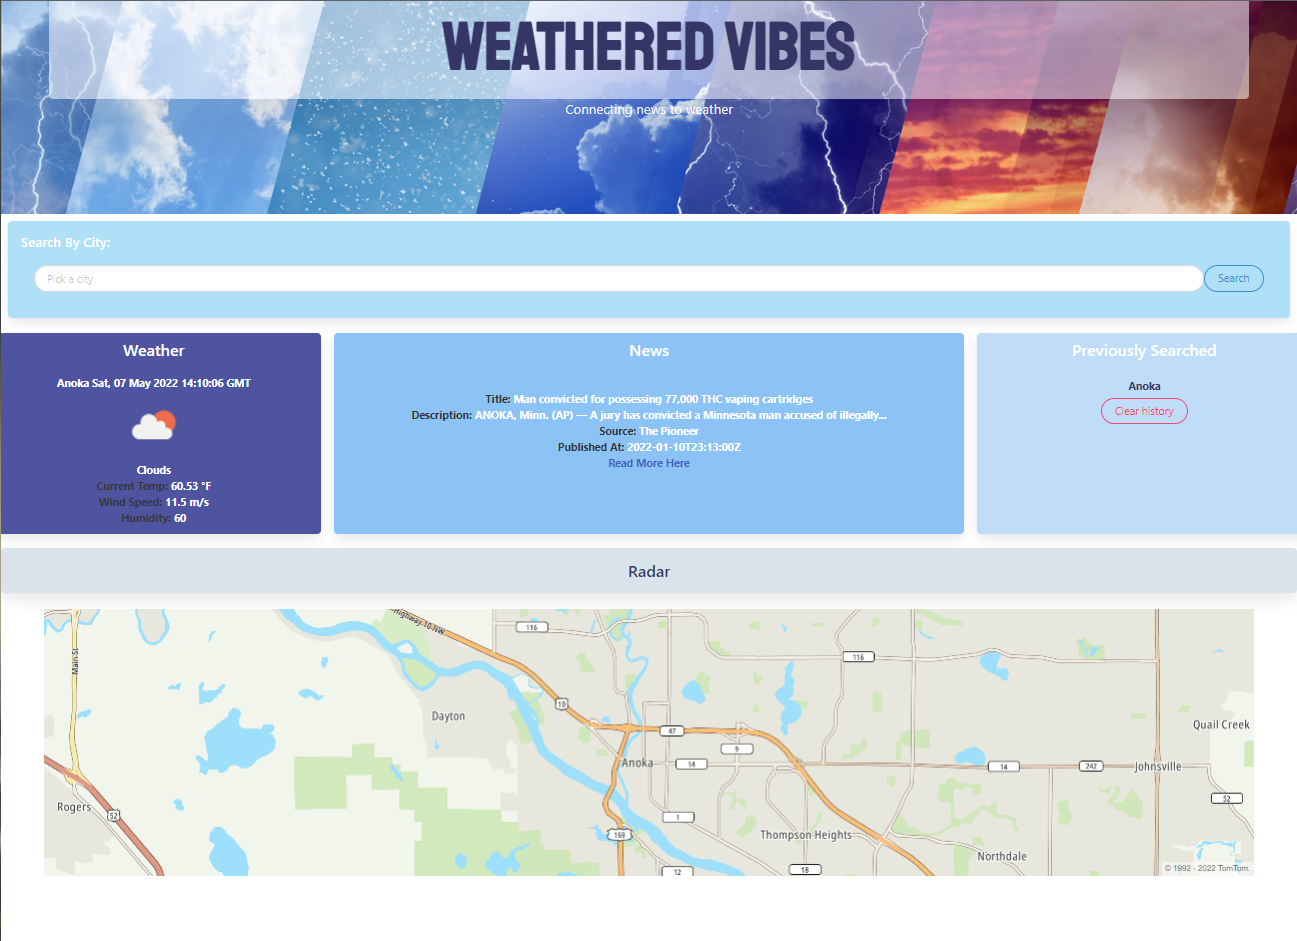 WEATHERED VIBES
Connecting news to weather
Search By City:
Pick a city
Search
Weather
Anoka Sat, 07 May 2022 14:10:06 GMT
Clouds
Current Temp: 60.53 °F
Wind Speed: 11.5 m/s
Humidity: 60
News
Title: Man convicted for possessing 77,000 THC vaping cartridges
Description: ANOKA, Minn. (AP) — A jury has convicted a Minnesota man accused of illegally...
Source: The Pioneer
Published At: 2022-01-10T23:13:00Z
Read More Here
Previously Searched
Anoka
Clear history
Radar
Highway 10 NW
116
116
Main St
10
Dayton
Quail Creek
47
9
Anoka
14
14
242
Johnsville
52
Rogers
52
1
169
Thompson Heights
Northdale
12
18
© 1992 - 2022 TomTom.